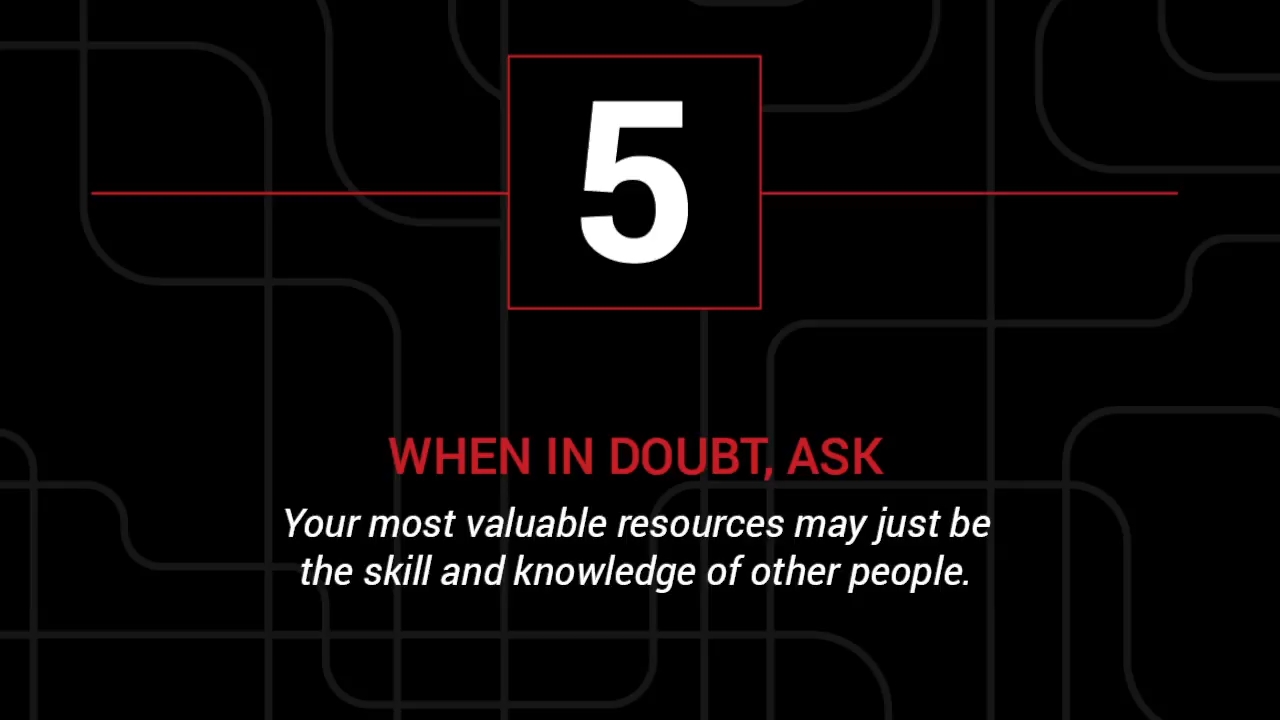 5
WHEN IN DOUBT, ASK
Your most valuable resources may just be
the skill and knowledge of other people.